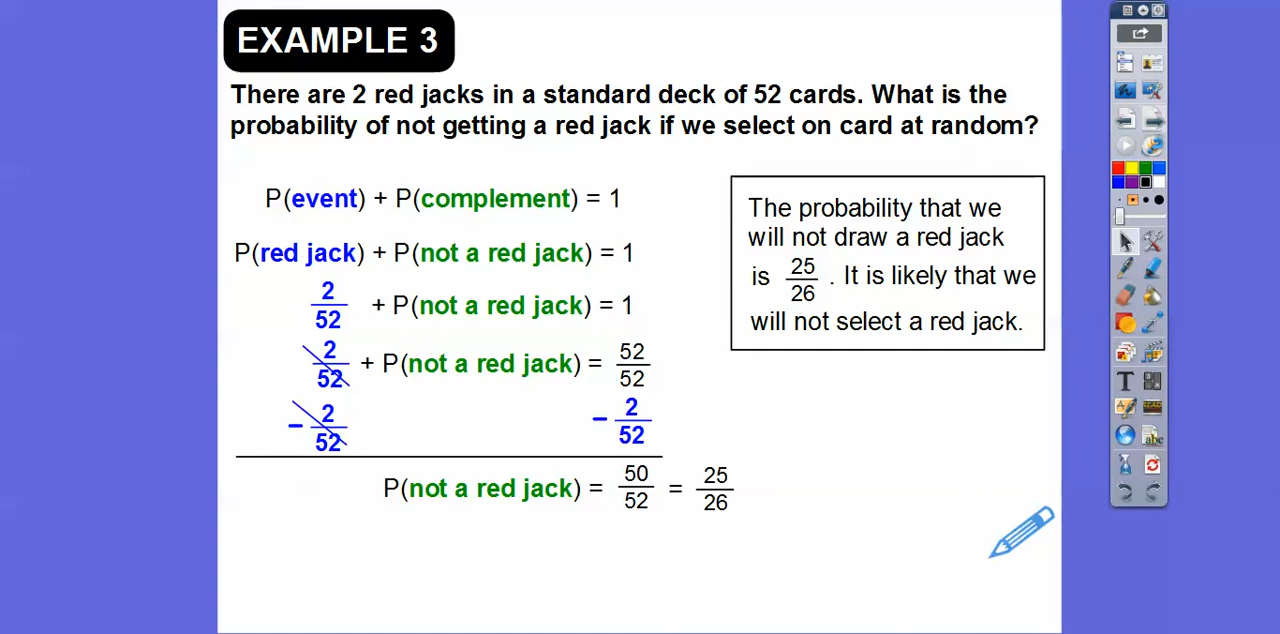 EXAMPLE 3
There are 2 red jacks in a standard deck of 52 cards. What is the
probability of not getting a red jack if we select on card at random?
P(event) + P(complement) = 1
P(red jack) + P(not a red jack) = 1
2/52 + P(not a red jack) = 1
2/52 + P(not a red jack) = 52/52
− 2/52 − 2/52
P(not a red jack) = 50/52 = 25/26
The probability that we
will not draw a red jack
is 25/26 . It is likely that we
will not select a red jack.
T
abc